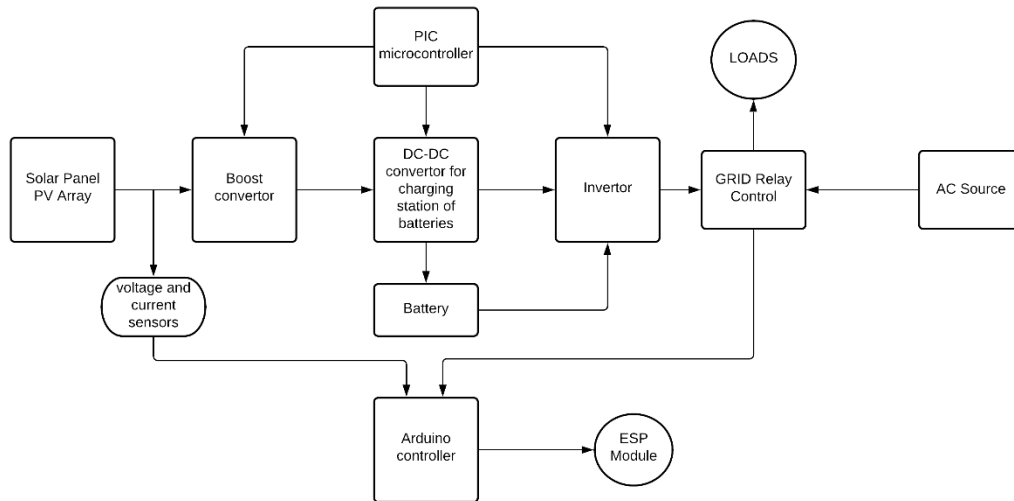 PIC
microcontroller
LOADS
Solar Panel
PV Array
Boost
convertor
DC-DC
convertor for
charging
station of
batteries
Invertor
GRID Relay
Control
AC Source
voltage and
current
sensors
Battery
Arduino
controller
ESP
Module